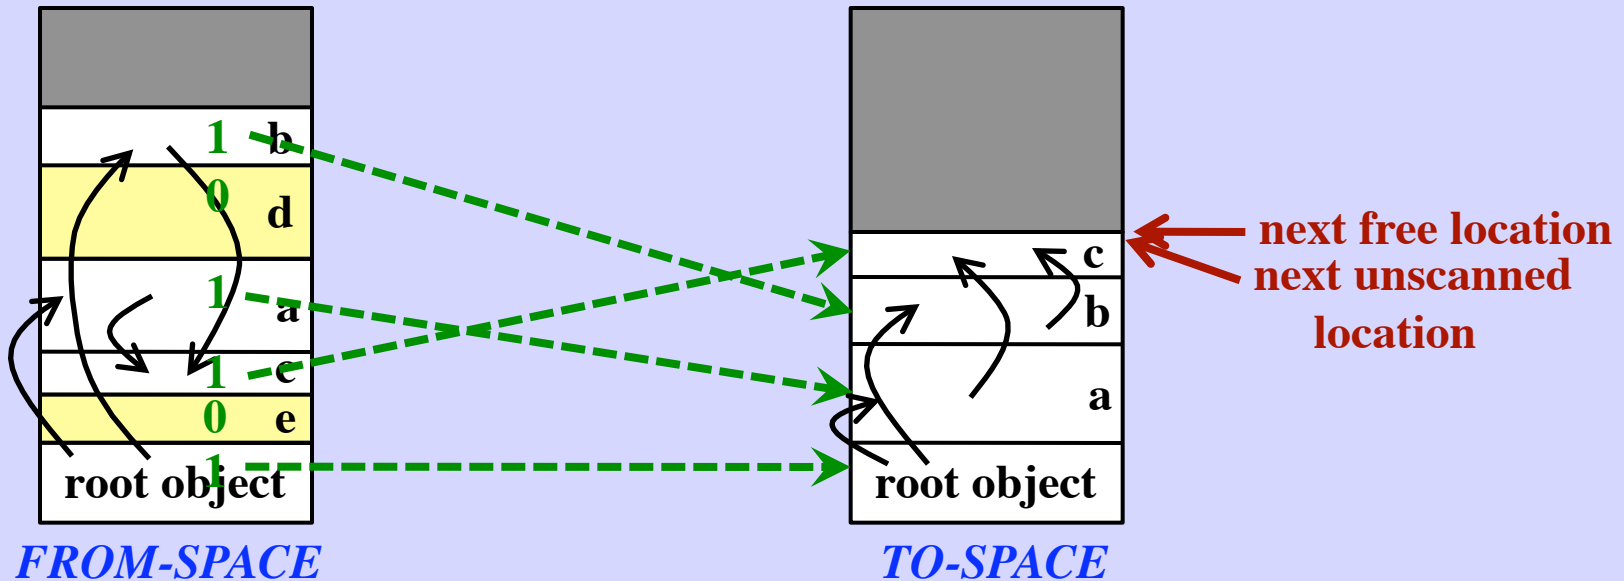 1 b
0 d
1 a
1 c
0 e
1
root object
FROM-SPACE
c
b
a
root object
TO-SPACE
next free location
next unscanned
location